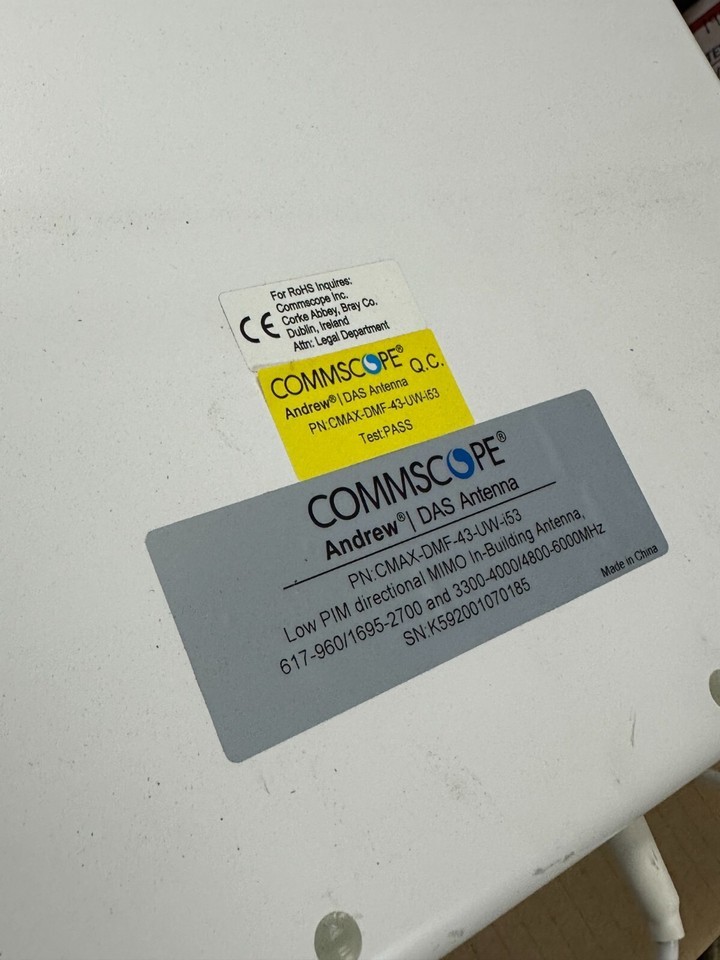 For RoHS Inquires:
Commscope Inc.
Corke Abbey, Bray Co.
Dublin, Ireland
Attn: Legal Department
CE
COMMSCOPE® Q.C.
Andrew® | DAS Antenna
PN:CMAX-DMF-43-UW-i53
Test:PASS
COMMSCOPE®
Andrew® | DAS Antenna
PN:CMAX-DMF-43-UW-i53
Low PIM directional MIMO In-Building Antenna,
617-960/1695-2700 and 3300-4000/4800-6000MHz
SN:K592001070185
Made in China